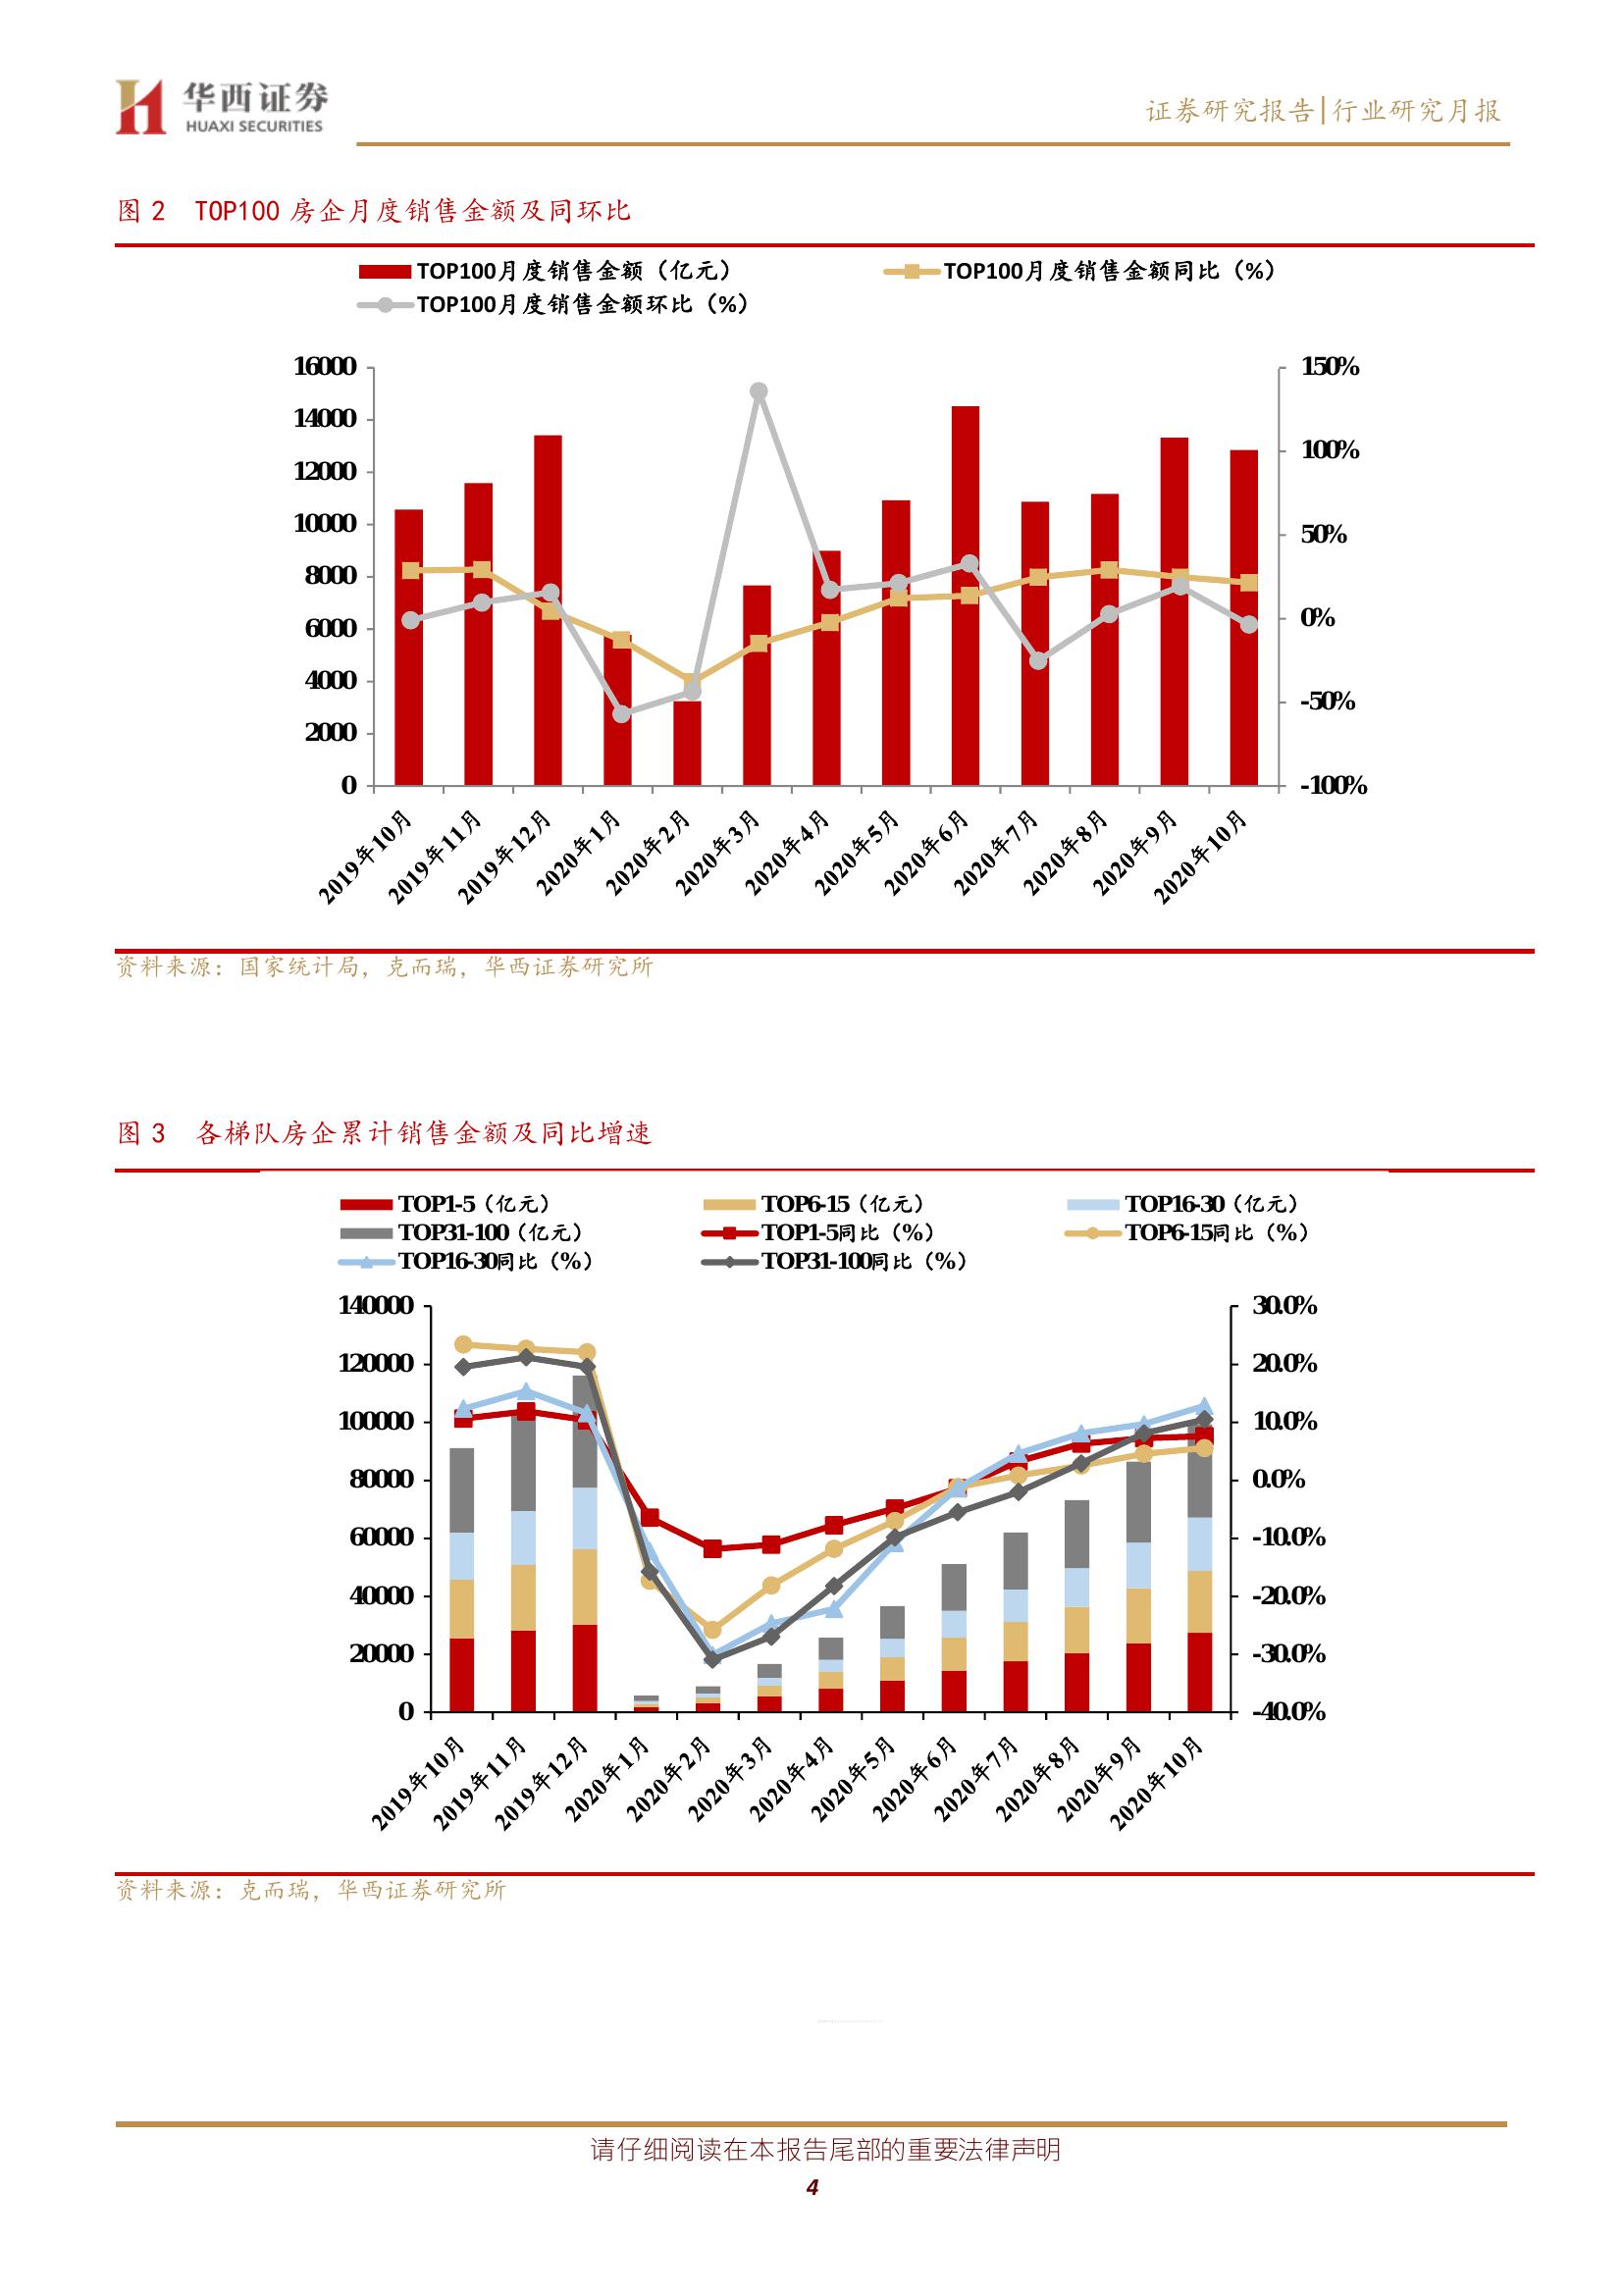 华西证券
HUAXI SECURITIES
证券研究报告|行业研究月报
图 2 TOP100 房企月度销售金额及同环比
TOP100月度销售金额（亿元）
TOP100月度销售金额同比（%）
TOP100月度销售金额环比（%）
16000
14000
12000
10000
8000
6000
4000
2000
0
150%
100%
50%
0%
-50%
-100%
2019年10月
2019年11月
2019年12月
2020年1月
2020年2月
2020年3月
2020年4月
2020年5月
2020年6月
2020年7月
2020年8月
2020年9月
2020年10月
资料来源：国家统计局，克而瑞，华西证券研究所
图 3 各梯队房企累计销售金额及同比增速
TOP1-5（亿元）
TOP6-15（亿元）
TOP16-30（亿元）
TOP31-100（亿元）
TOP1-5同比（%）
TOP6-15同比（%）
TOP16-30同比（%）
TOP31-100同比（%）
140000
120000
100000
80000
60000
40000
20000
0
30.0%
20.0%
10.0%
0.0%
-10.0%
-20.0%
-30.0%
-40.0%
2019年10月
2019年11月
2019年12月
2020年1月
2020年2月
2020年3月
2020年4月
2020年5月
2020年6月
2020年7月
2020年8月
2020年9月
2020年10月
资料来源：克而瑞，华西证券研究所
请仔细阅读在本报告尾部的重要法律声明
4